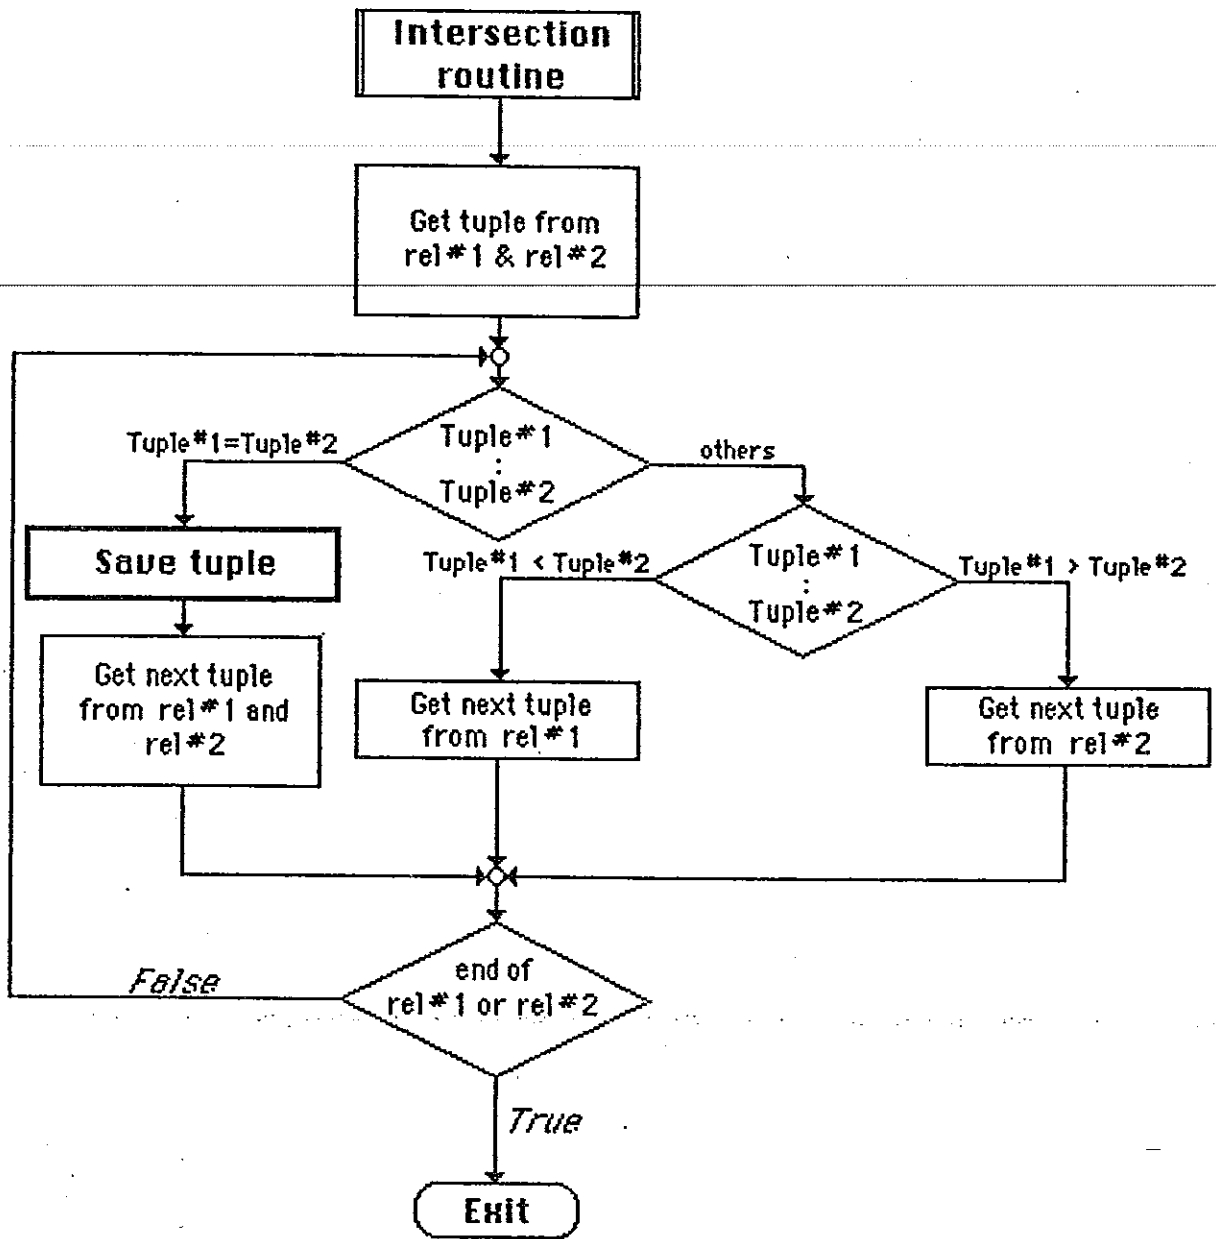 Intersection
routine
Get tuple from
rel#1 & rel#2
Tuple#1=Tuple#2
Tuple#1
:
Tuple#2
others
Save tuple
Tuple#1 < Tuple#2
Tuple#1
:
Tuple#2
Tuple#1 > Tuple#2
Get next tuple
from rel#1 and
rel#2
Get next tuple
from rel#1
Get next tuple
from rel#2
False
end of
rel#1 or rel#2
True
Exit